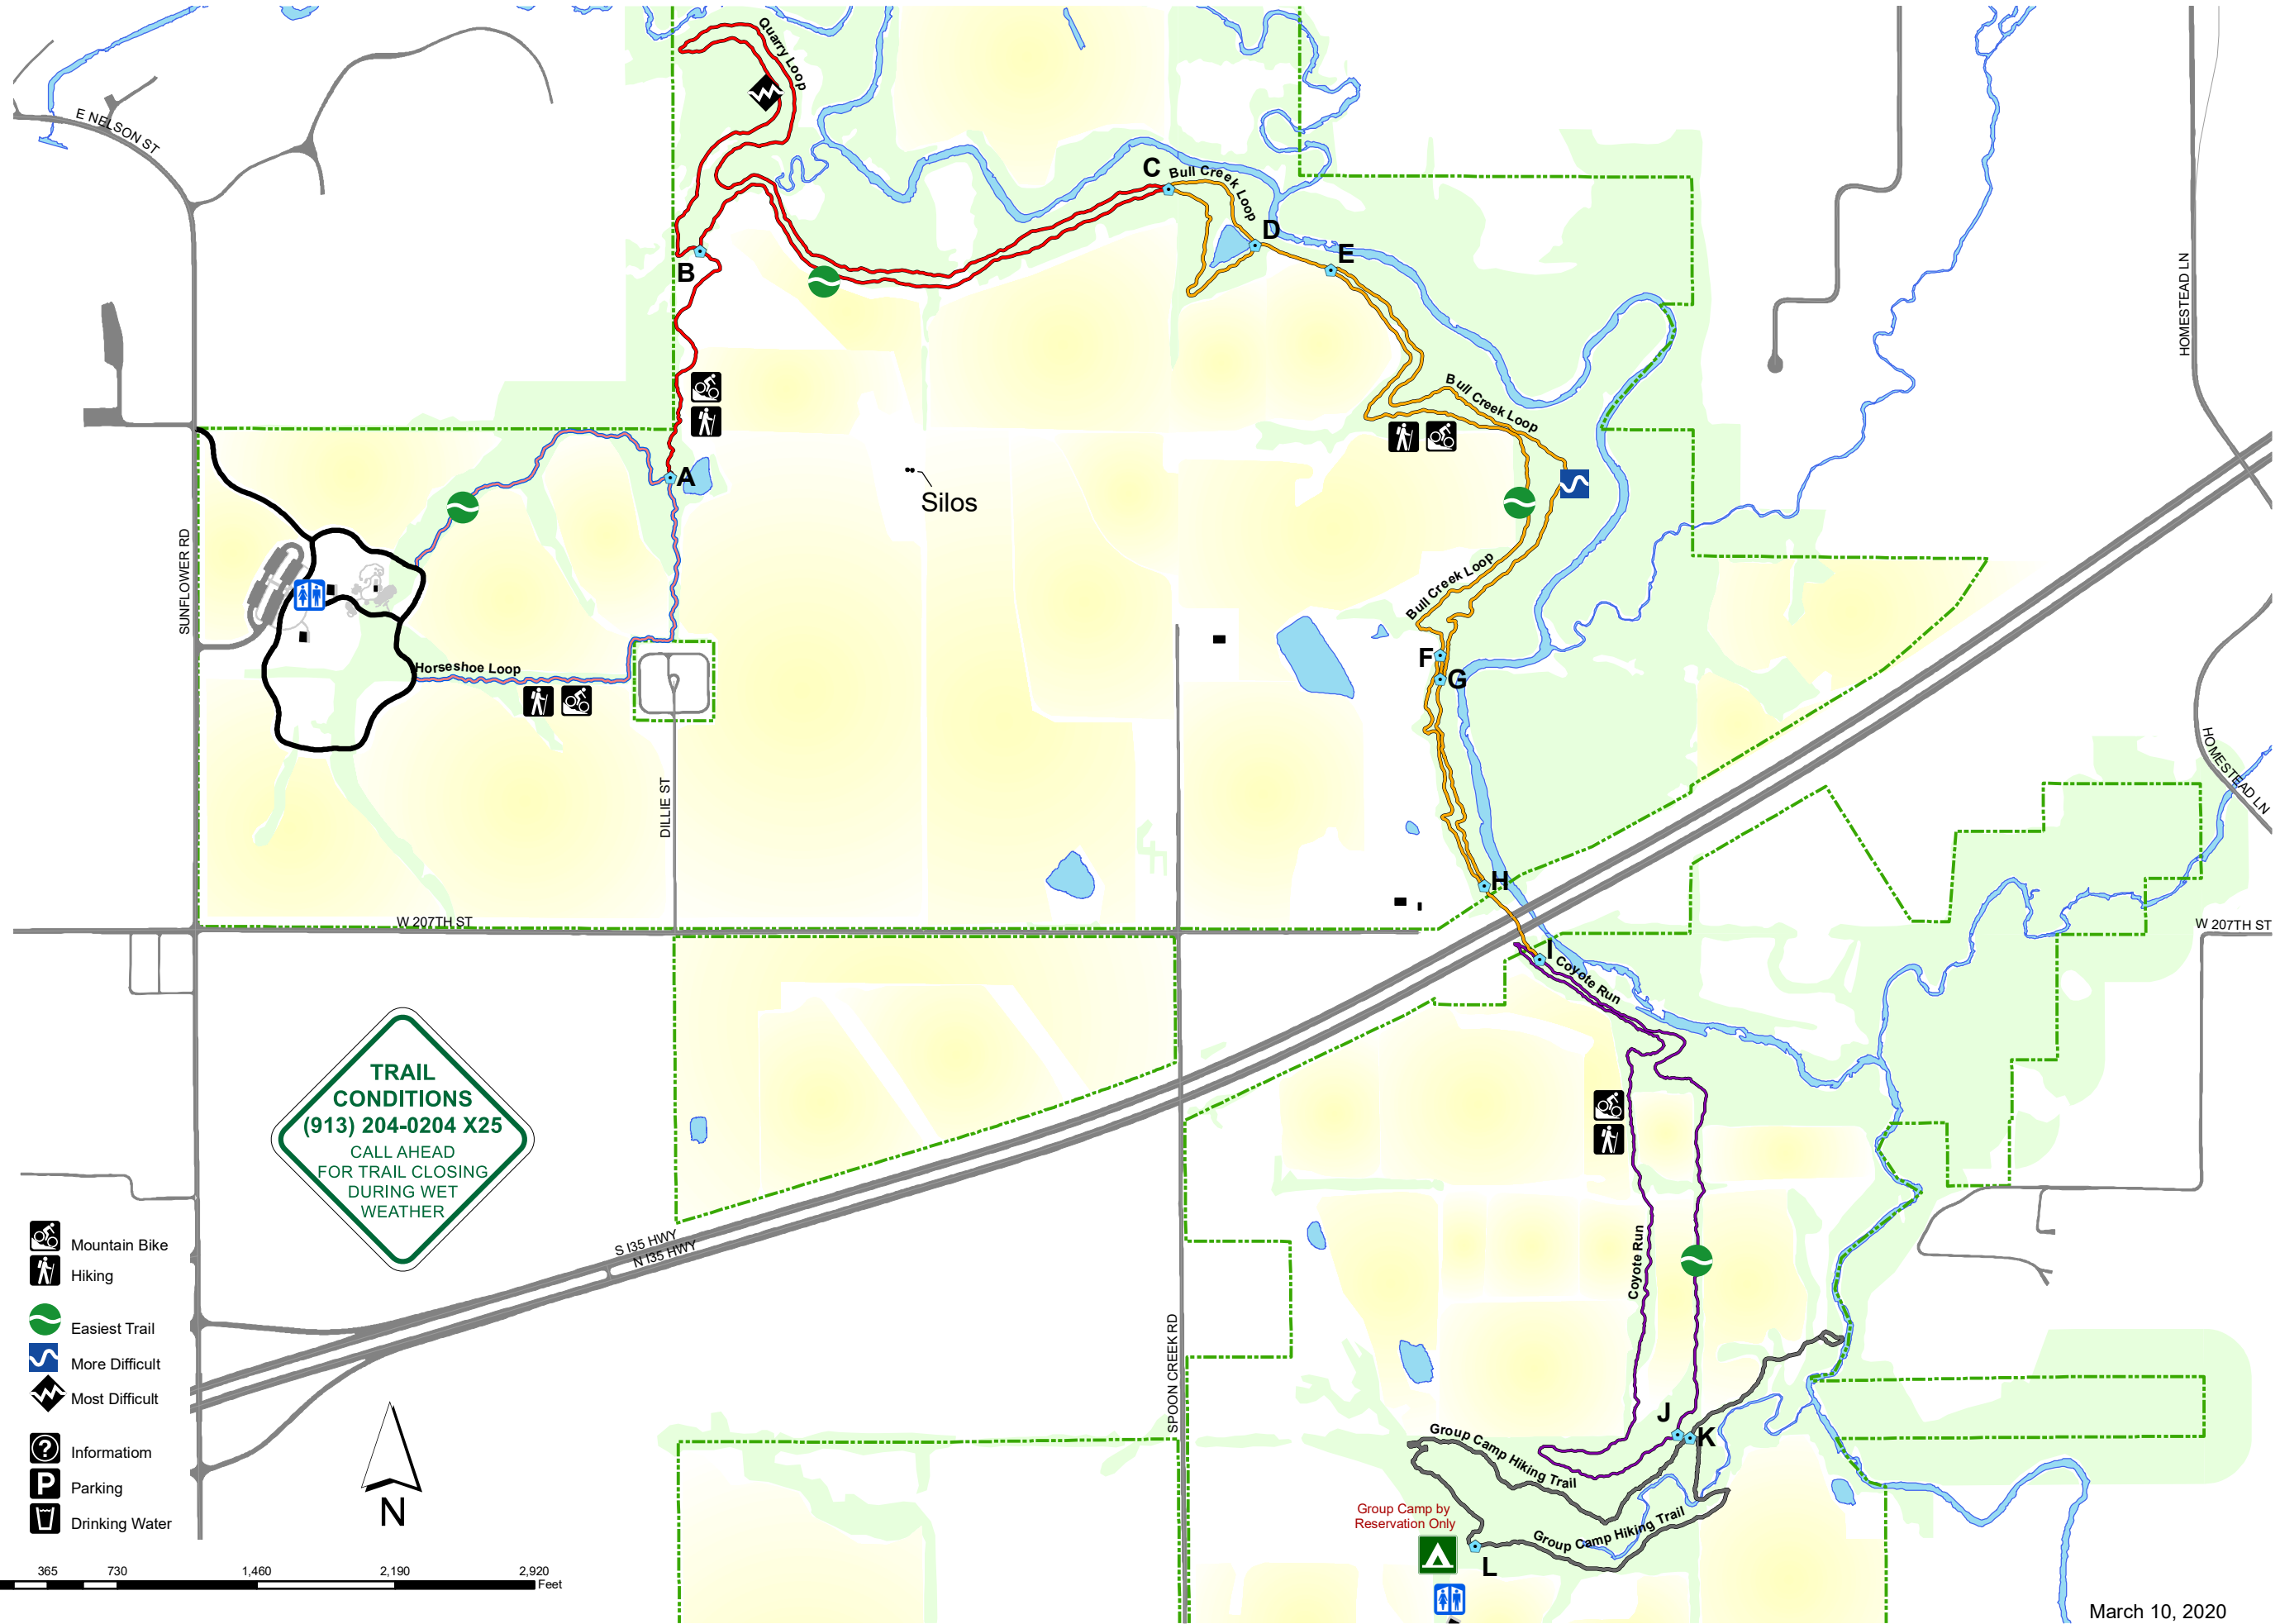 Quarry Loop
E NELSON ST
C
Bull Creek Loop
D
E
B
HOMESTEAD LN
Bull Creek Loop
A
Silos
SUNFLOWER RD
Bull Creek Loop
F
G
Horseshoe Loop
HOMESTEAD LN
DILLIE ST
H
W 207TH ST
W 207TH ST
I
Coyote Run
TRAIL
CONDITIONS
(913) 204-0204 X25
CALL AHEAD
FOR TRAIL CLOSING
DURING WET
WEATHER
Mountain Bike
Hiking
S I35 HWY
N I35 HWY
Coyote Run
Easiest Trail
More Difficult
Most Difficult
SPOON CREEK RD
J
K
Group Camp Hiking Trail
?
Informatiom
P
Parking
Drinking Water
N
Group Camp by
Reservation Only
Group Camp Hiking Trail
L
365 730 1,460 2,190 2,920
Feet
March 10, 2020